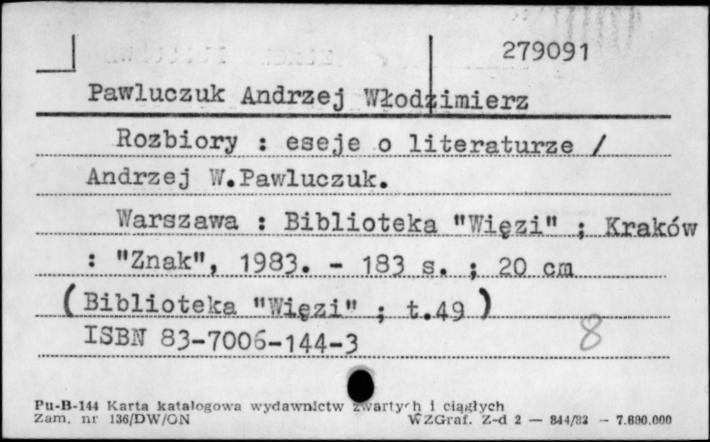 279091
Pawluczuk Andrzej Włodzimierz
Rozbiory : eseje o literaturze /
Andrzej W.Pawluczuk.
Warszawa : Biblioteka "Więzi" ; Kraków
: "Znak", 1983. - 183 s. ; 20 cm
(Biblioteka "Więzi" ; t.49)
ISBN 83-7006-144-3
8
Pu-B-144 Karta katalogowa wydawnictw zwartych i ciągłych
Zam. nr 136/DW/ON WZGraf. Z-d 2 — 844/82 — 7.680.000